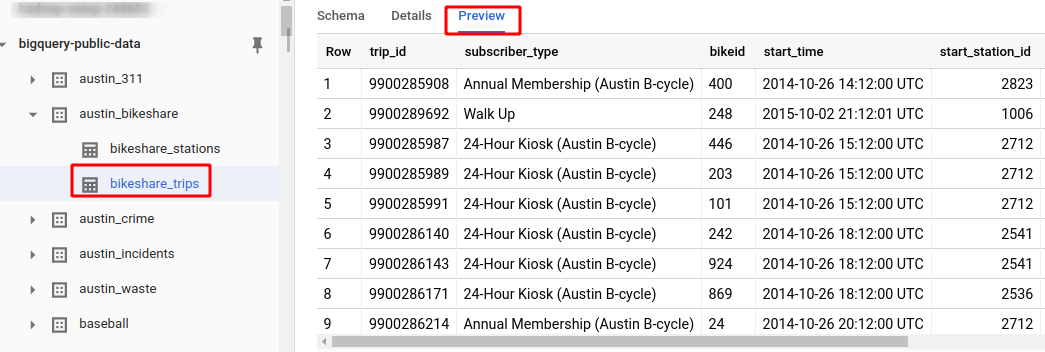 bigquery-public-data
austin_311
austin_bikeshare
bikeshare_stations
bikeshare_trips
austin_crime
austin_incidents
austin_waste
baseball
Schema Details Preview
Row trip_id subscriber_type bikeid start_time start_station_id
1 9900285908 Annual Membership (Austin B-cycle) 400 2014-10-26 14:12:00 UTC 2823
2 9900289692 Walk Up 248 2015-10-02 21:12:01 UTC 1006
3 9900285987 24-Hour Kiosk (Austin B-cycle) 446 2014-10-26 15:12:00 UTC 2712
4 9900285989 24-Hour Kiosk (Austin B-cycle) 203 2014-10-26 15:12:00 UTC 2712
5 9900285991 24-Hour Kiosk (Austin B-cycle) 101 2014-10-26 15:12:00 UTC 2712
6 9900286140 24-Hour Kiosk (Austin B-cycle) 242 2014-10-26 18:12:00 UTC 2541
7 9900286143 24-Hour Kiosk (Austin B-cycle) 924 2014-10-26 18:12:00 UTC 2541
8 9900286171 24-Hour Kiosk (Austin B-cycle) 869 2014-10-26 18:12:00 UTC 2536
9 9900286214 Annual Membership (Austin B-cycle) 24 2014-10-26 20:12:00 UTC 2712